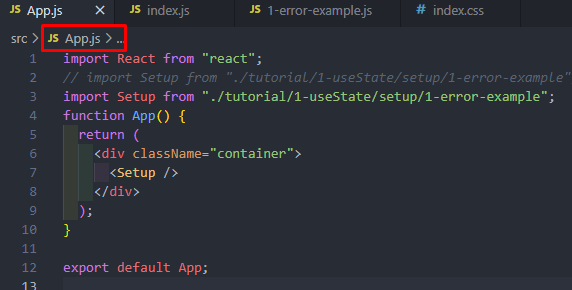 App.js
JS index.js
JS 1-error-example.js
# index.css
src > JS App.js > ...
1 import React from "react";
2 // import Setup from "./tutorial/1-useState/setup/1-error-example"
3 import Setup from "./tutorial/1-useState/setup/1-error-example";
4 function App() {
5 return (
6 <div className="container">
7 <Setup />
8 </div>
9 );
10 }
11
12 export default App;
13